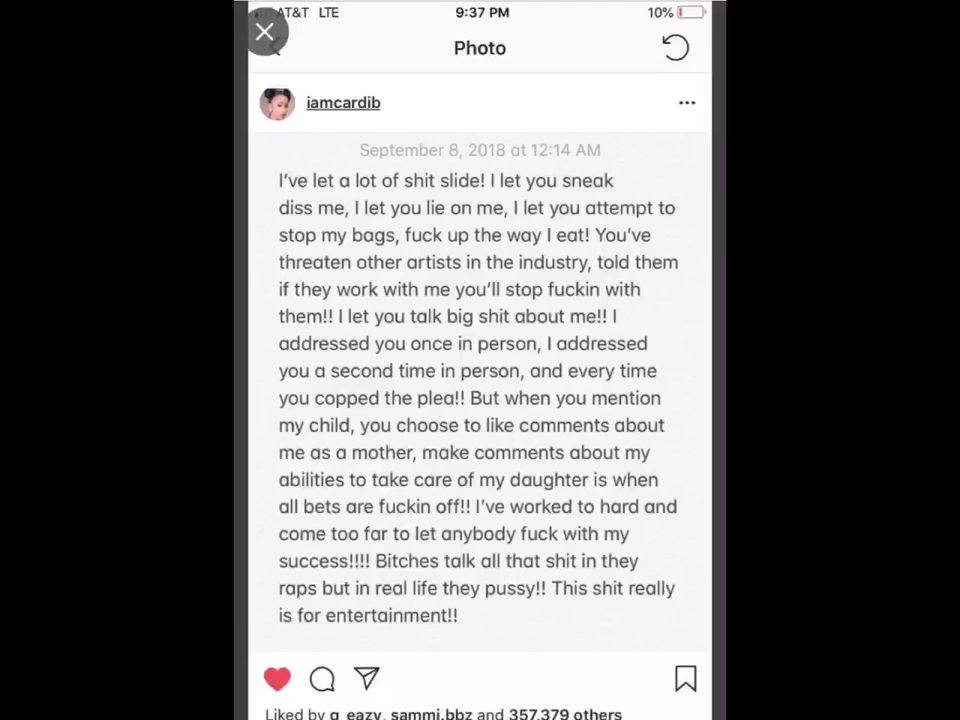 AT&T LTE 9:37 PM 10%
Photo
iamcardib
September 8, 2018 at 12:14 AM
I've let a lot of shit slide! I let you sneak
diss me, I let you lie on me, I let you attempt to
stop my bags, fuck up the way I eat! You've
threaten other artists in the industry, told them
if they work with me you'll stop fuckin with
them!! I let you talk big shit about me!! I
addressed you once in person, I addressed
you a second time in person, and every time
you copped the plea!! But when you mention
my child, you choose to like comments about
me as a mother, make comments about my
abilities to take care of my daughter is when
all bets are fuckin off!! I've worked to hard and
come too far to let anybody fuck with my
success!!!! Bitches talk all that shit in they
raps but in real life they pussy!! This shit really
is for entertainment!!
Liked by g_eazy, sammi.bbz and 357,379 others